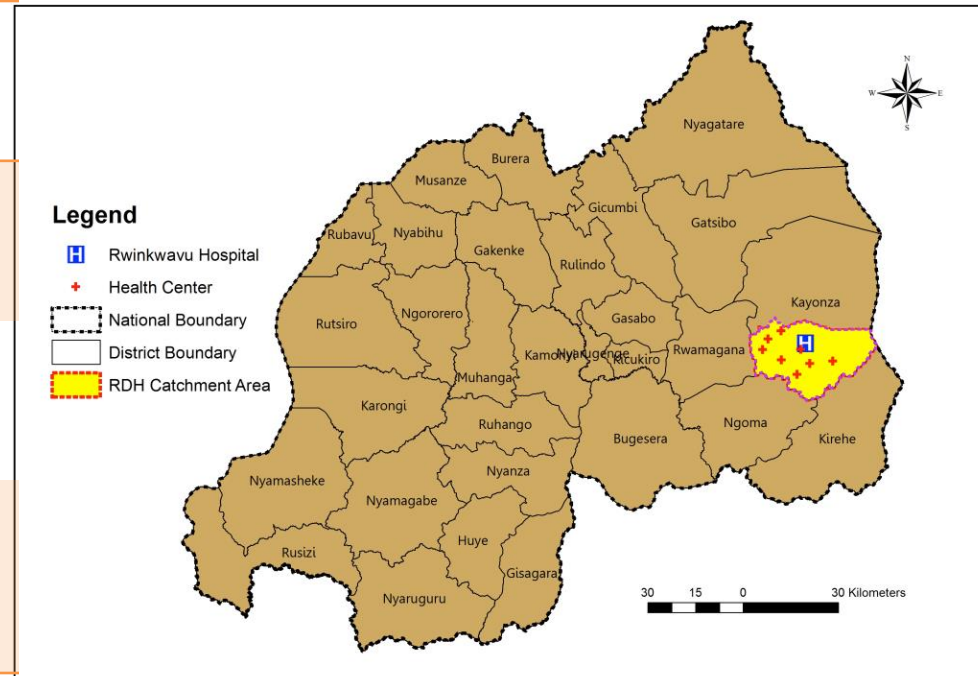 N
W E
S
Nyagatare
Burera
Musanze
Gicumbi
Gatsibo
Legend
Rubavu
Nyabihu
Gakenke
Rulindo
Rwinkwavu Hospital
H
Health Center
National Boundary
District Boundary
RDH Catchment Area
Kayonza
Rutsiro
Ngororero
Gasabo
Kamonyi
Nyarugenge
Kicukiro
Rwamagana
H
Muhanga
Karongi
Ruhango
Bugesera
Ngoma
Kirehe
Nyamasheke
Nyamagabe
Nyanza
Huye
Rusizi
Gisagara
Nyaruguru
30 15 0 30 Kilometers